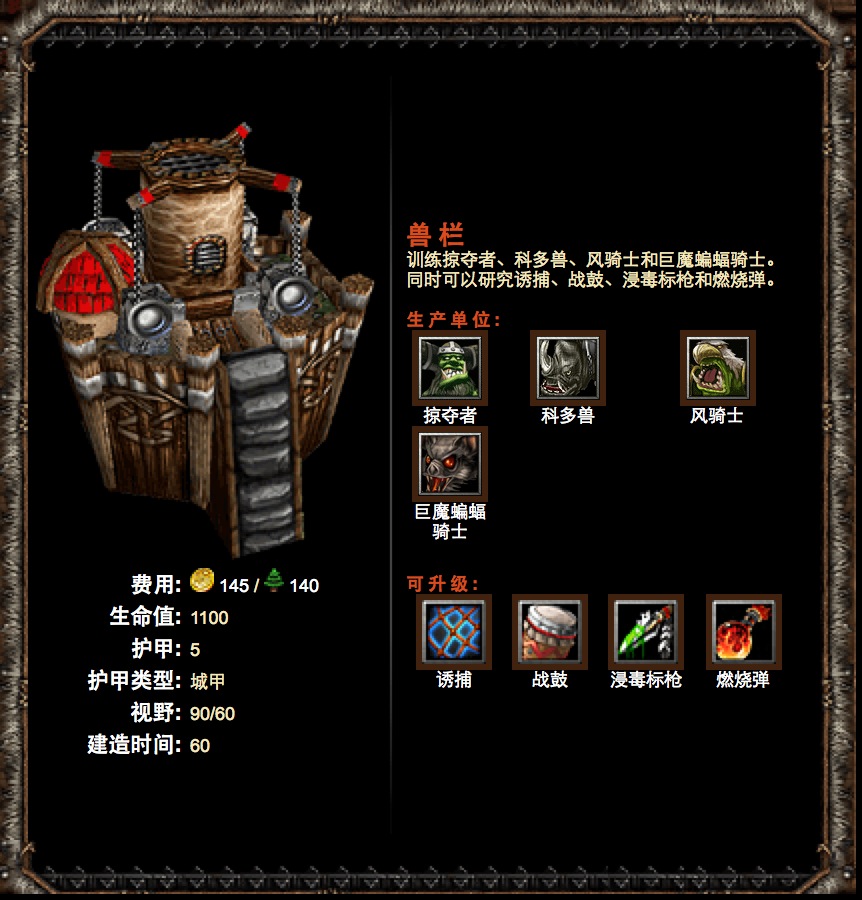 兽栏
训练掠夺者、科多兽、风骑士和巨魔蝙蝠骑士。
同时可以研究诱捕、战鼓、浸毒标枪和燃烧弹。
生产单位:
掠夺者 科多兽 风骑士
巨魔蝙蝠
骑士
费用: 145 / 140
生命值: 1100
护甲: 5
护甲类型: 城甲
视野: 90/60
建造时间: 60
可升级:
诱捕 战鼓 浸毒标枪 燃烧弹